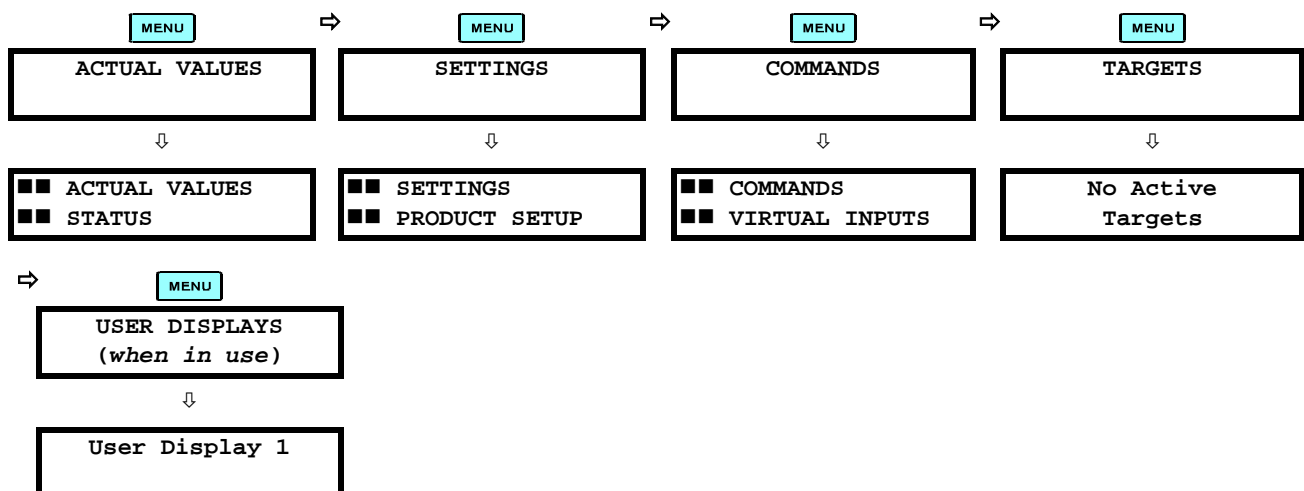 MENU ⇨ MENU ⇨ MENU ⇨ MENU
ACTUAL VALUES SETTINGS COMMANDS TARGETS
⇩ ⇩ ⇩ ⇩
■■ ACTUAL VALUES ■■ SETTINGS ■■ COMMANDS No Active
■■ STATUS ■■ PRODUCT SETUP ■■ VIRTUAL INPUTS Targets
⇨ MENU
USER DISPLAYS
(when in use)
⇩
User Display 1